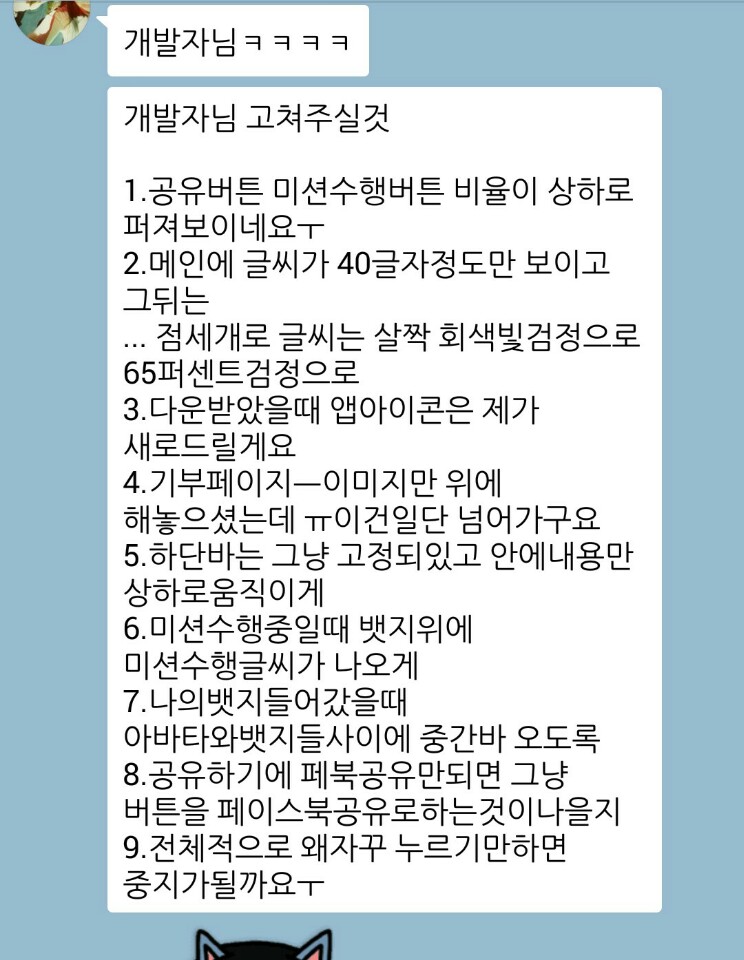 개발자님ㅋㅋㅋㅋ
개발자님 고쳐주실것
1.공유버튼 미션수행버튼 비율이 상하로
퍼져보이네요ㅜ
2.메인에 글씨가 40글자정도만 보이고
그뒤는
... 점세개로 글씨는 살짝 회색빛검정으로
65퍼센트검정으로
3.다운받았을때 앱아이콘은 제가
새로드릴게요
4.기부페이지ㅡ이미지만 위에
해놓으셨는데 ㅠ이건일단 넘어가구요
5.하단바는 그냥 고정되있고 안에내용만
상하로움직이게
6.미션수행중일때 뱃지위에
미션수행글씨가 나오게
7.나의뱃지들어갔을때
아바타와뱃지들사이에 중간바 오도록
8.공유하기에 페북공유만되면 그냥
버튼을 페이스북공유로하는것이나을지
9.전체적으로 왜자꾸 누르기만하면
중지가될까요ㅜ